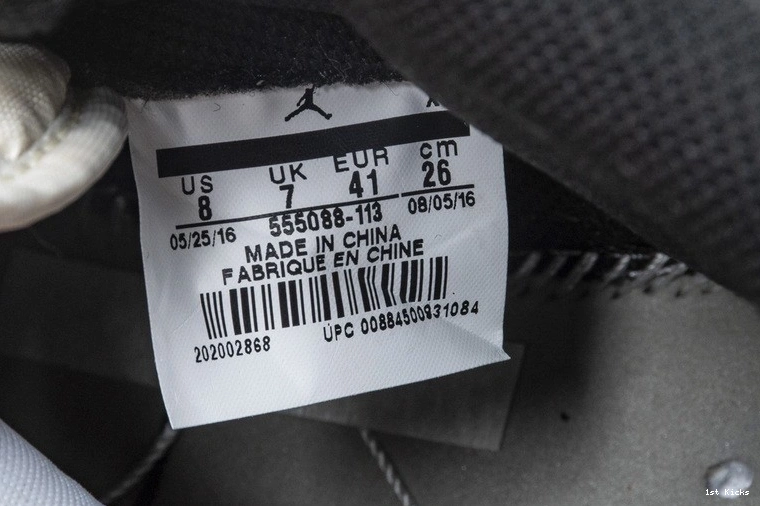 US UK EUR cm
8 7 41 26
05/25/16 555088-113 08/05/16
MADE IN CHINA
FABRIQUE EN CHINE
202002868 UPC 00884500931084
1st Kicks